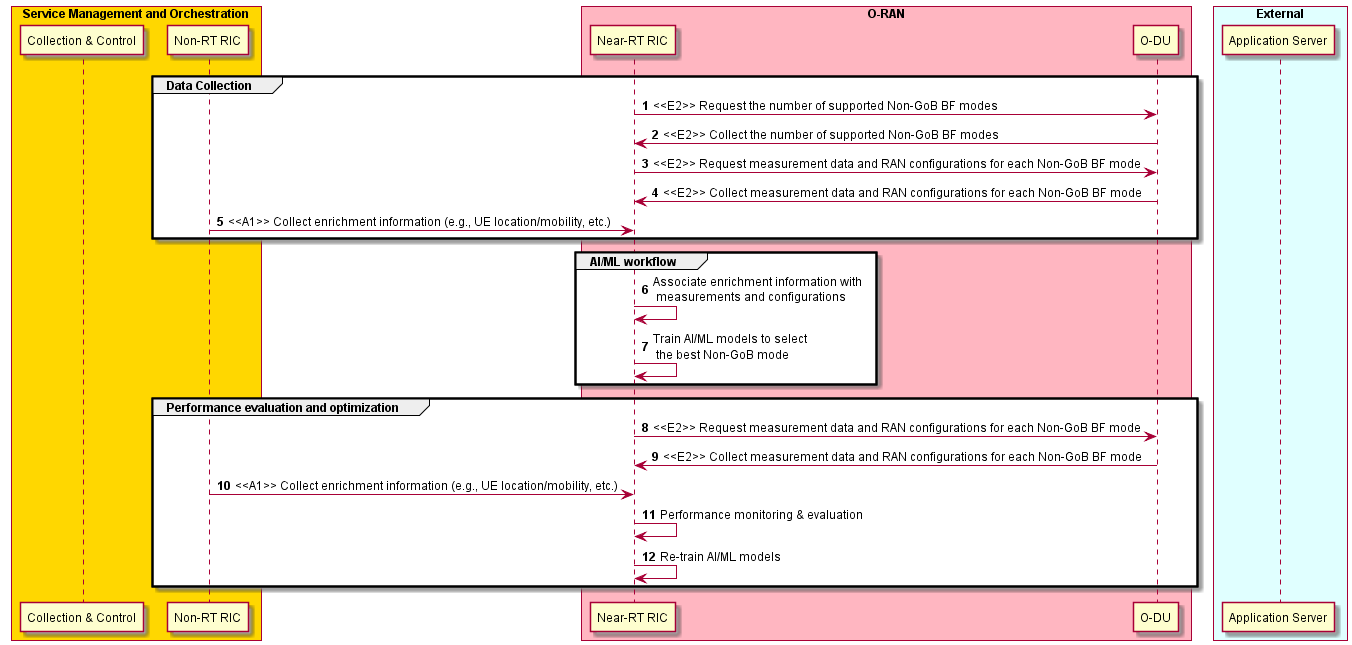 Service Management and Orchestration
O-RAN
External
Collection & Control
Non-RT RIC
Near-RT RIC
O-DU
Application Server
Data Collection
1 <<E2>> Request the number of supported Non-GoB BF modes
2 <<E2>> Collect the number of supported Non-GoB BF modes
3 <<E2>> Request measurement data and RAN configurations for each Non-GoB BF mode
4 <<E2>> Collect measurement data and RAN configurations for each Non-GoB BF mode
5 <<A1>> Collect enrichment information (e.g., UE location/mobility, etc.)
AI/ML workflow
6 Associate enrichment information with
measurements and configurations
7 Train AI/ML models to select
the best Non-GoB mode
Performance evaluation and optimization
8 <<E2>> Request measurement data and RAN configurations for each Non-GoB BF mode
9 <<E2>> Collect measurement data and RAN configurations for each Non-GoB BF mode
10 <<A1>> Collect enrichment information (e.g., UE location/mobility, etc.)
11 Performance monitoring & evaluation
12 Re-train AI/ML models
Collection & Control
Non-RT RIC
Near-RT RIC
O-DU
Application Server